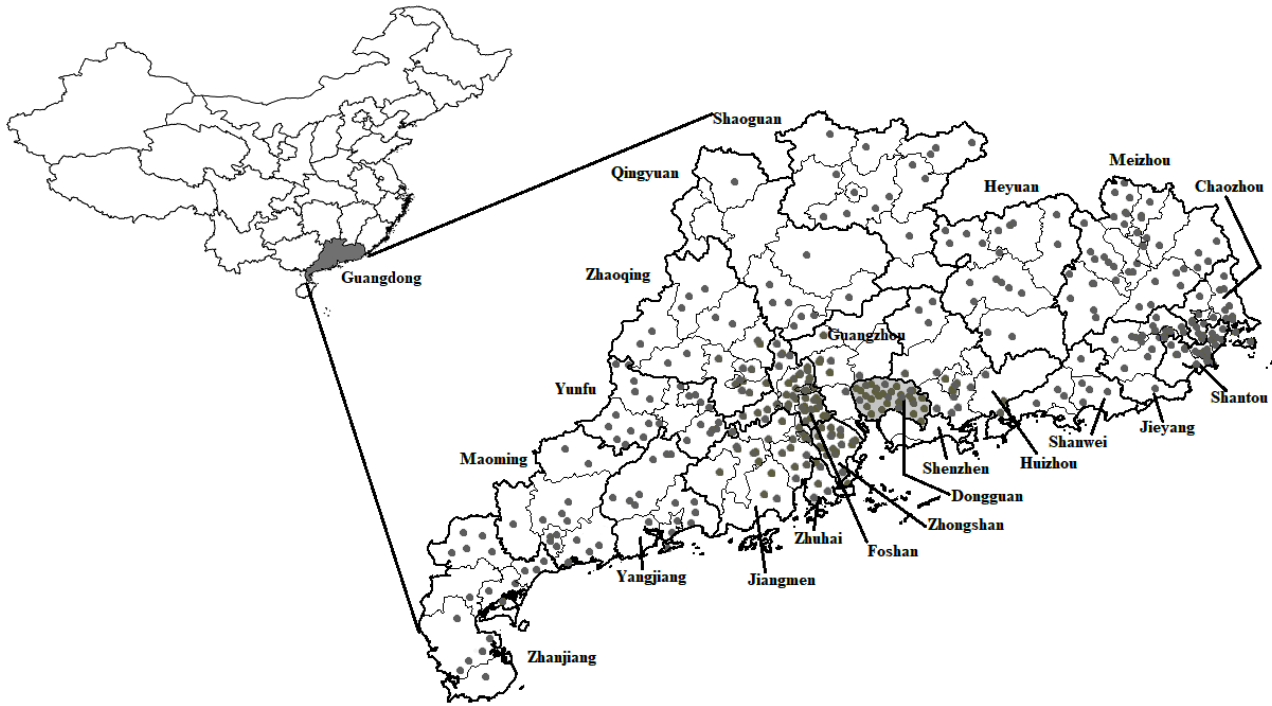 Shaoguan
Qingyuan
Meizhou
Heyuan
Chaozhou
Zhaoqing
Guangdong
Guangzhou
Yunfu
Shantou
Jieyang
Shanwei
Maoming
Shenzhen
Huizhou
Dongguan
Zhongshan
Zhuhai
Foshan
Yangjiang
Jiangmen
Zhanjiang